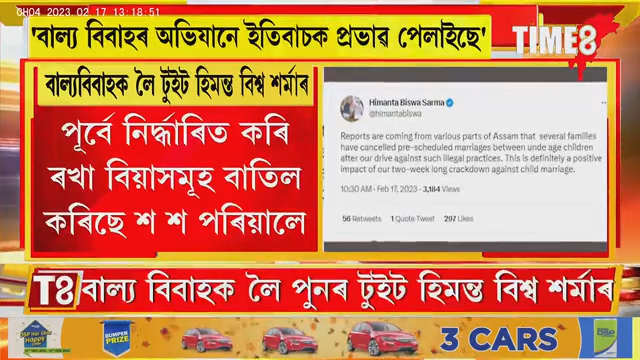 CH04 2023.02.17 13:18:51
'বাল্য বিবাহৰ অভিযানে ইতিবাচক প্ৰভাৱ পেলাইছে'
TIME8
বাল্যবিবাহক লৈ টুইট হিমন্ত বিশ্ব শৰ্মাৰ
পূৰ্বে নিৰ্দ্ধাৰিত কৰি
ৰখা বিয়াসমূহ বাতিল
কৰিছে শ শ পৰিয়ালে
Himanta Biswa Sarma
@himantabiswa
Reports are coming from various parts of Assam that several families
have cancelled pre-scheduled marriages between under age children
after our drive against such illegal practices. This is definitely a positive
impact of our two-week long crackdown against child marriage.
10:30 AM - Feb 17, 2023 - 3,184 Views
56 Retweets 1 Quote Tweet 297 Likes
T8 বাল্য বিবাহক লৈ পুনৰ টুইট হিমন্ত বিশ্ব শৰ্মাৰ
BUMPER
PRIZE
3 CARS